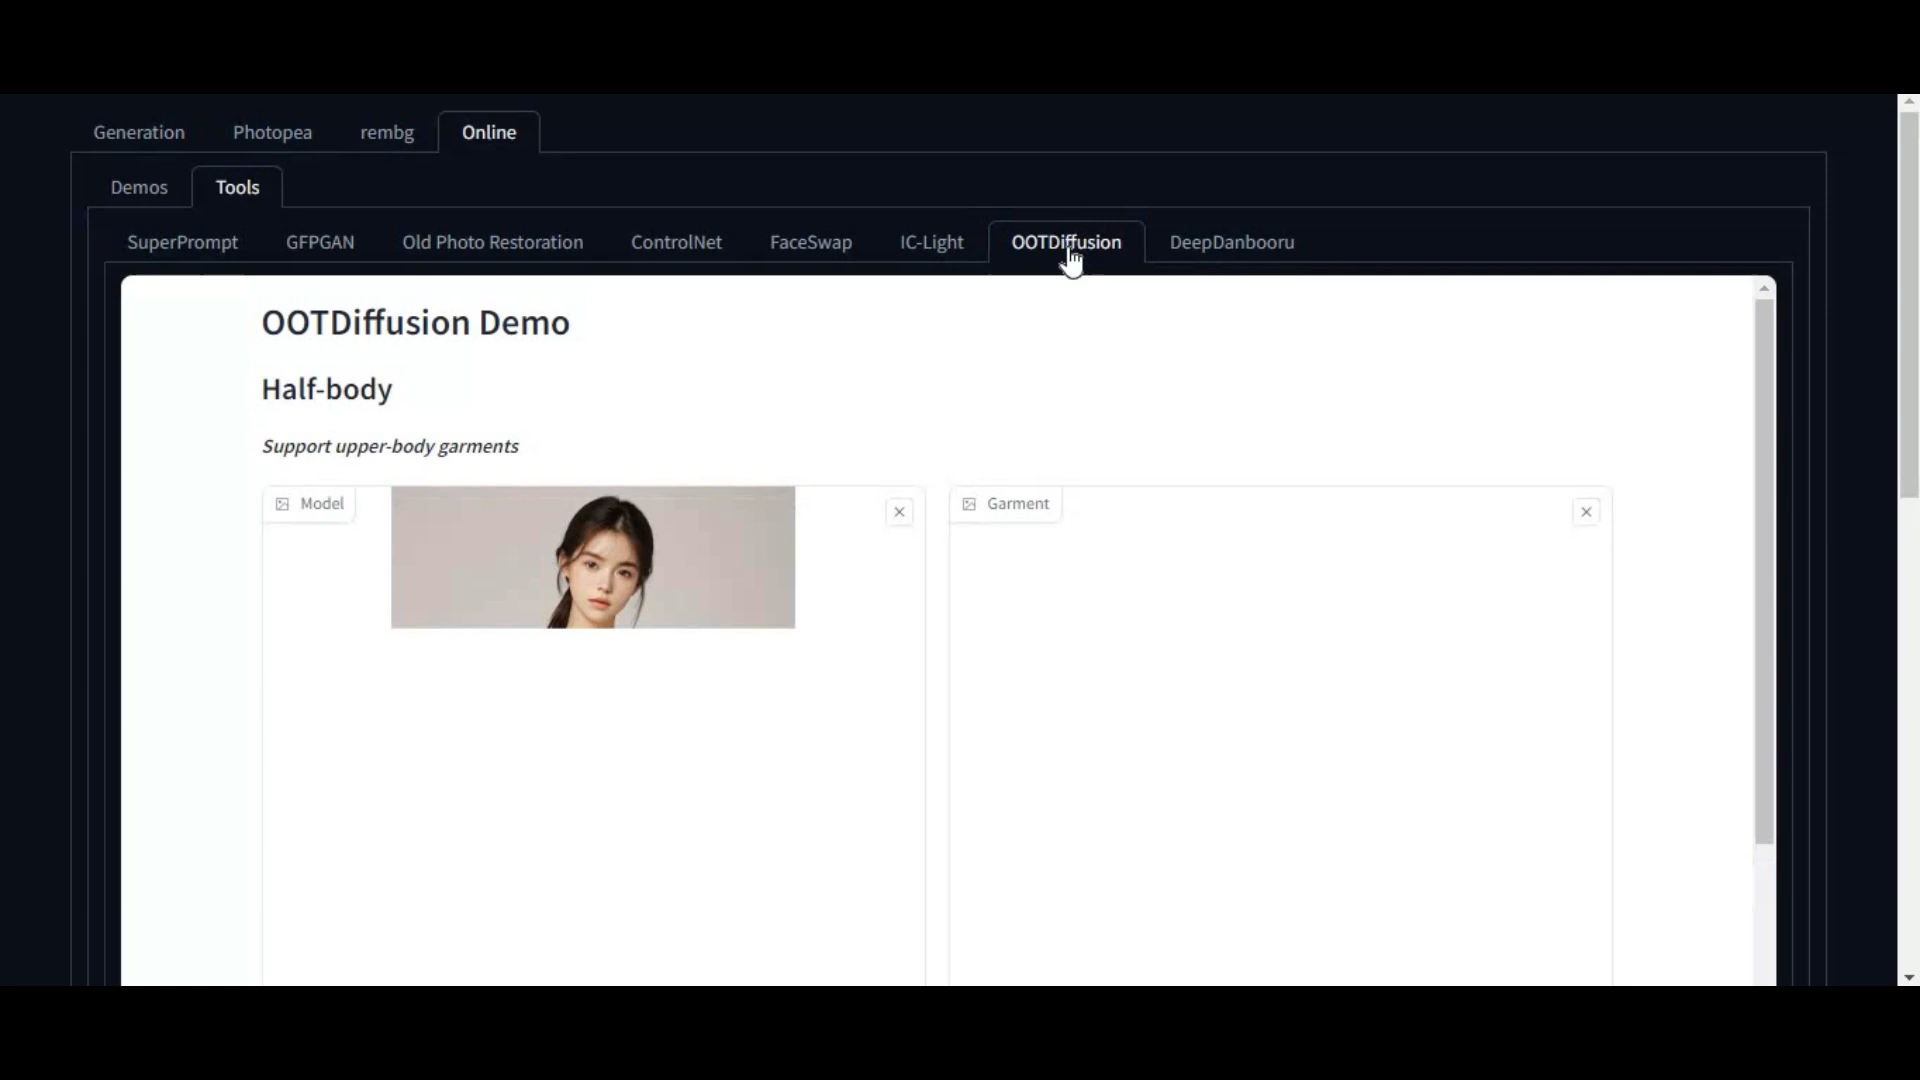 Generation Photopea rembg Online
Demos Tools
SuperPrompt GFPGAN Old Photo Restoration ControlNet FaceSwap IC-Light OOTDiffusion DeepDanbooru
OOTDiffusion Demo
Half-body
Support upper-body garments
Model Garment